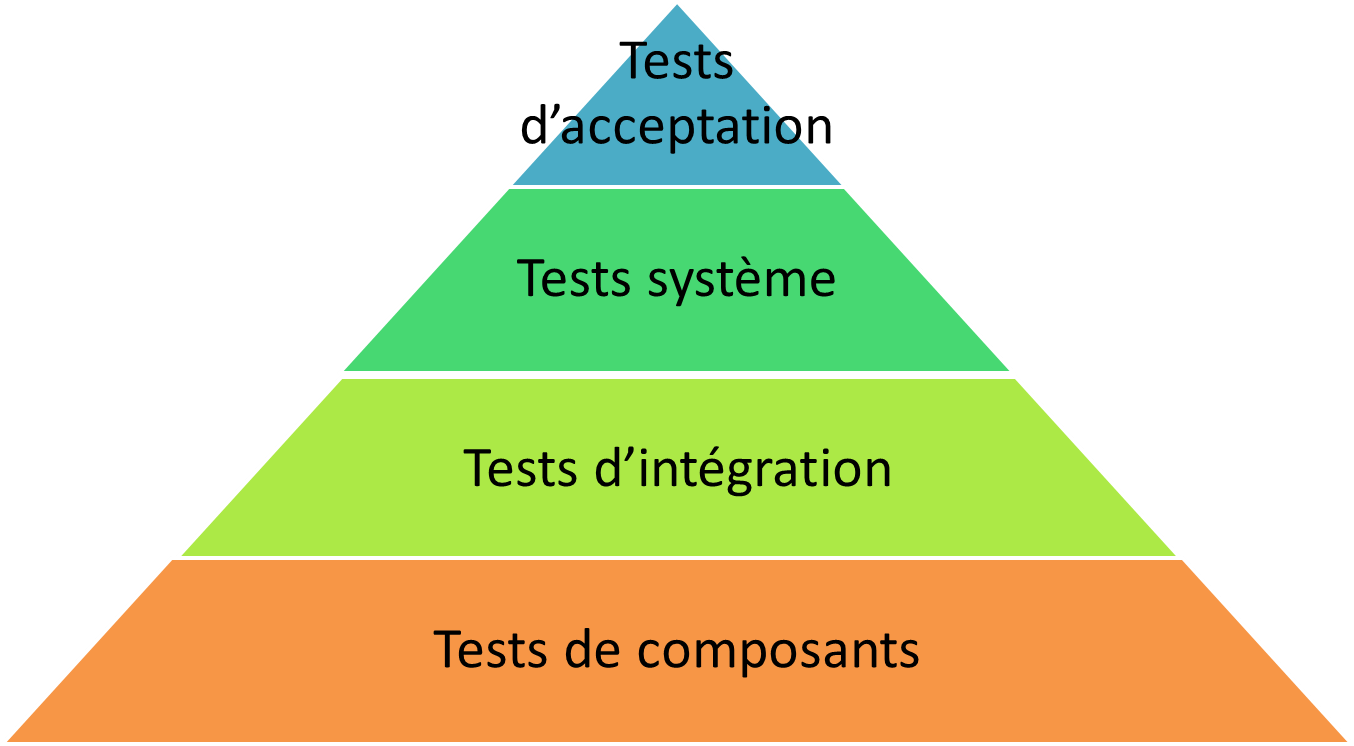 Tests
d’acceptation
Tests système
Tests d’intégration
Tests de composants